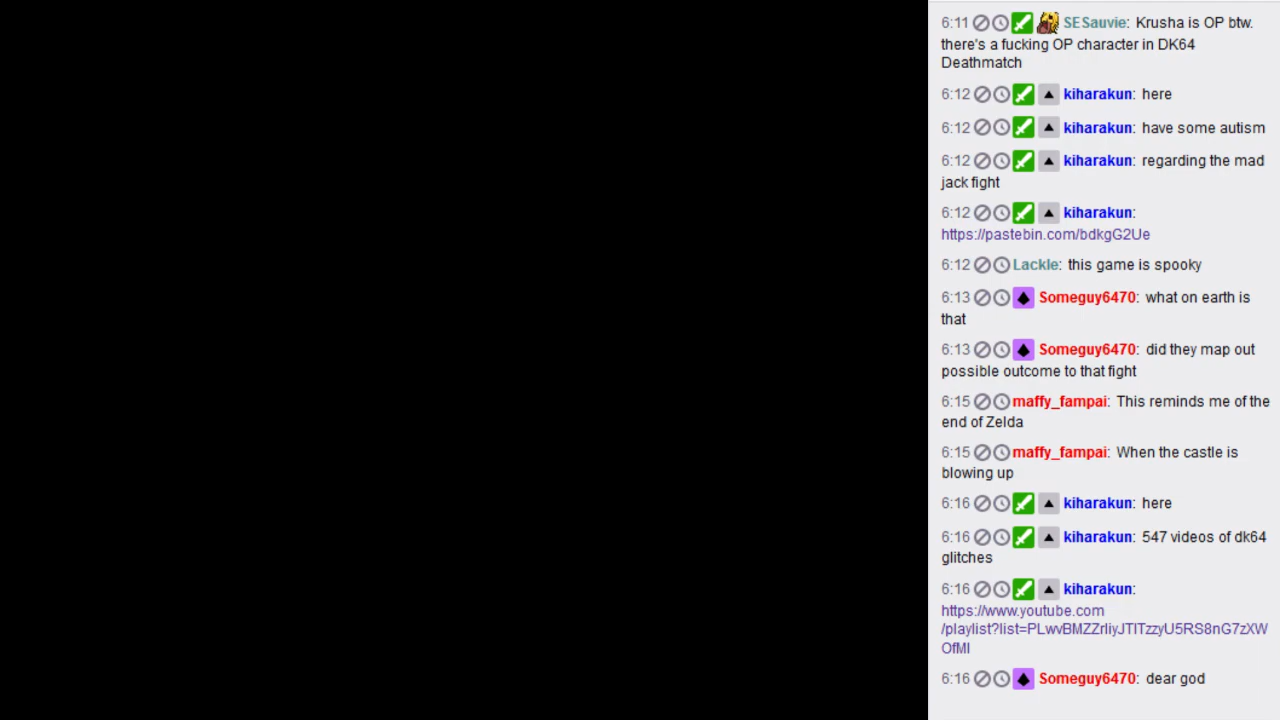 6:11 SESauvie: Krusha is OP btw.
there's a fucking OP character in DK64
Deathmatch
6:12 kiharakun: here
6:12 kiharakun: have some autism
6:12 kiharakun: regarding the mad
jack fight
6:12 kiharakun:
https://pastebin.com/bdkgG2Ue
6:12 Lackle: this game is spooky
6:13 Someguy6470: what on earth is
that
6:13 Someguy6470: did they map out
possible outcome to that fight
6:15 maffy_fampai: This reminds me of the
end of Zelda
6:15 maffy_fampai: When the castle is
blowing up
6:16 kiharakun: here
6:16 kiharakun: 547 videos of dk64
glitches
6:16 kiharakun:
https://www.youtube.com
/playlist?list=PLwvBMZZrliyJTlTzzyU5RS8nG7zXW
OfMl
6:16 Someguy6470: dear god